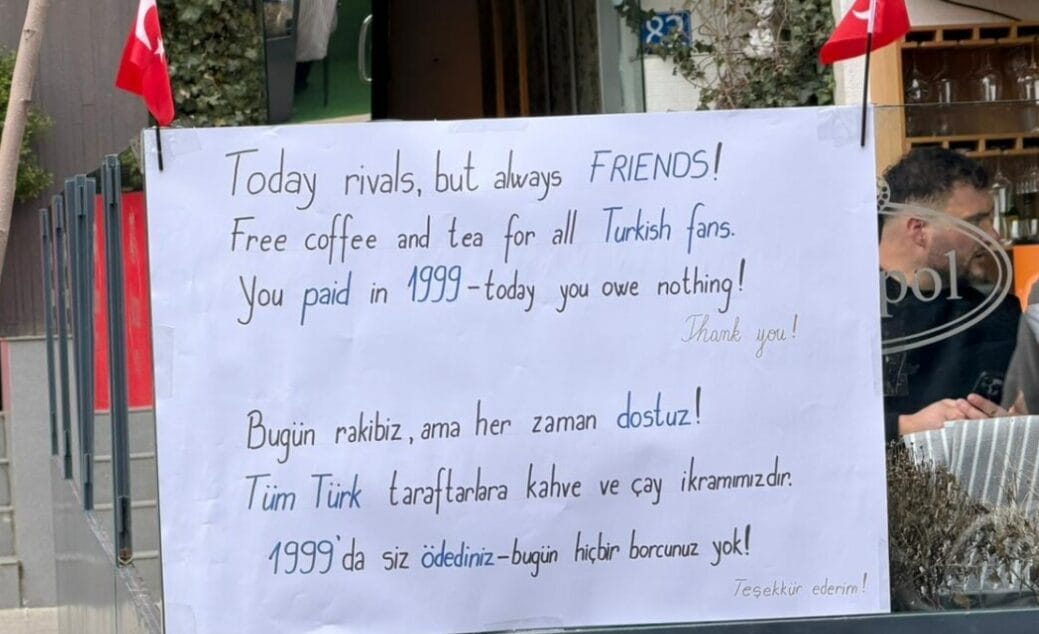 83
Today rivals, but always FRIENDS!
Free coffee and tea for all Turkish fans.
You paid in 1999-today you owe nothing!
Thank you!
pol
Bugün rakibiz, ama her zaman dostuz!
Tüm Türk taraftarlara kahve ve çay ikramımızdır.
1999'da siz ödediniz-bugün hiçbir borcunuz yok!
Teşekkür ederim!